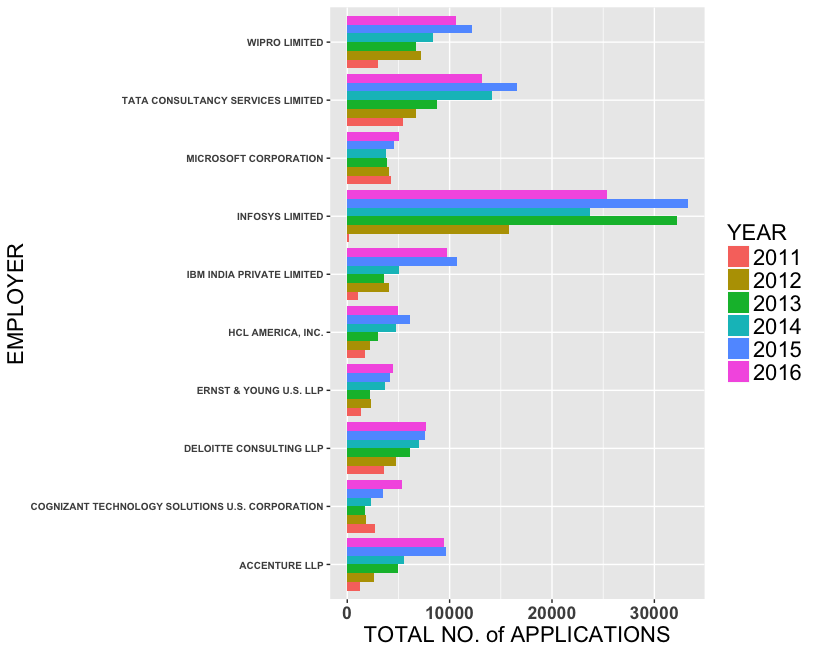 WIPRO LIMITED
TATA CONSULTANCY SERVICES LIMITED
MICROSOFT CORPORATION
INFOSYS LIMITED
IBM INDIA PRIVATE LIMITED
HCL AMERICA, INC.
ERNST & YOUNG U.S. LLP
DELOITTE CONSULTING LLP
COGNIZANT TECHNOLOGY SOLUTIONS U.S. CORPORATION
ACCENTURE LLP
EMPLOYER
0 10000 20000 30000
TOTAL NO. of APPLICATIONS
YEAR
2011
2012
2013
2014
2015
2016